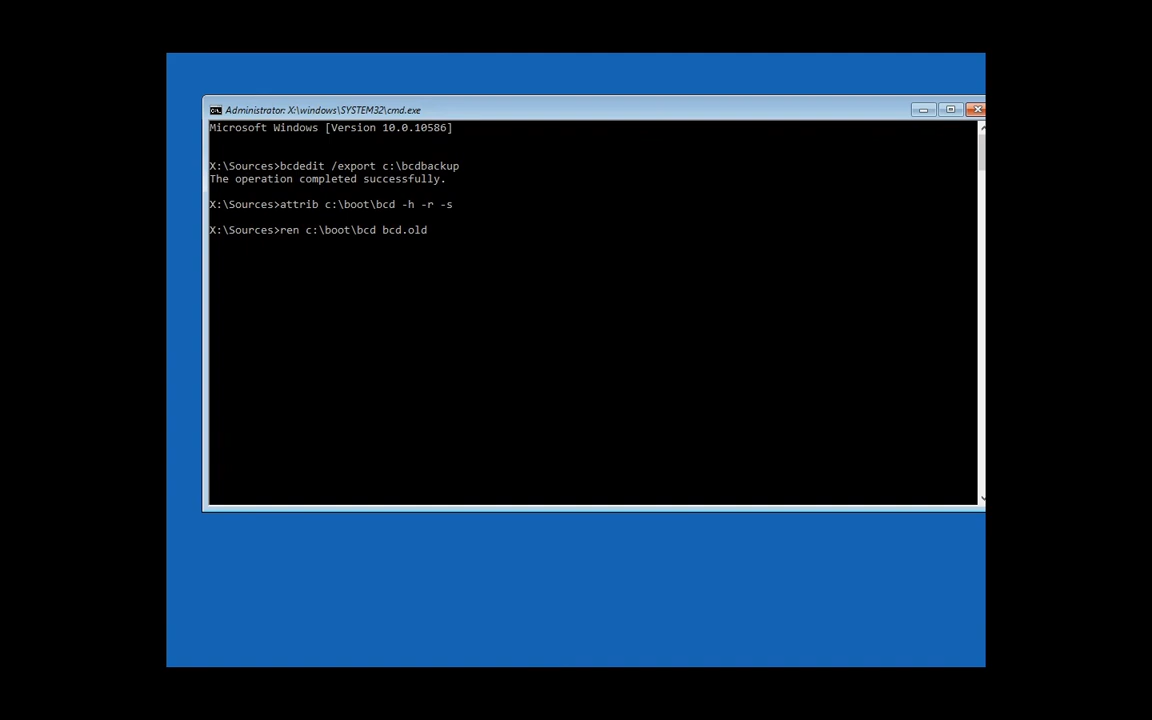 Administrator: X:\windows\SYSTEM32\cmd.exe
Microsoft Windows [Version 10.0.10586]
X:\Sources>bcdedit /export c:\bcdbackup
The operation completed successfully.
X:\Sources>attrib c:\boot\bcd -h -r -s
X:\Sources>ren c:\boot\bcd bcd.old